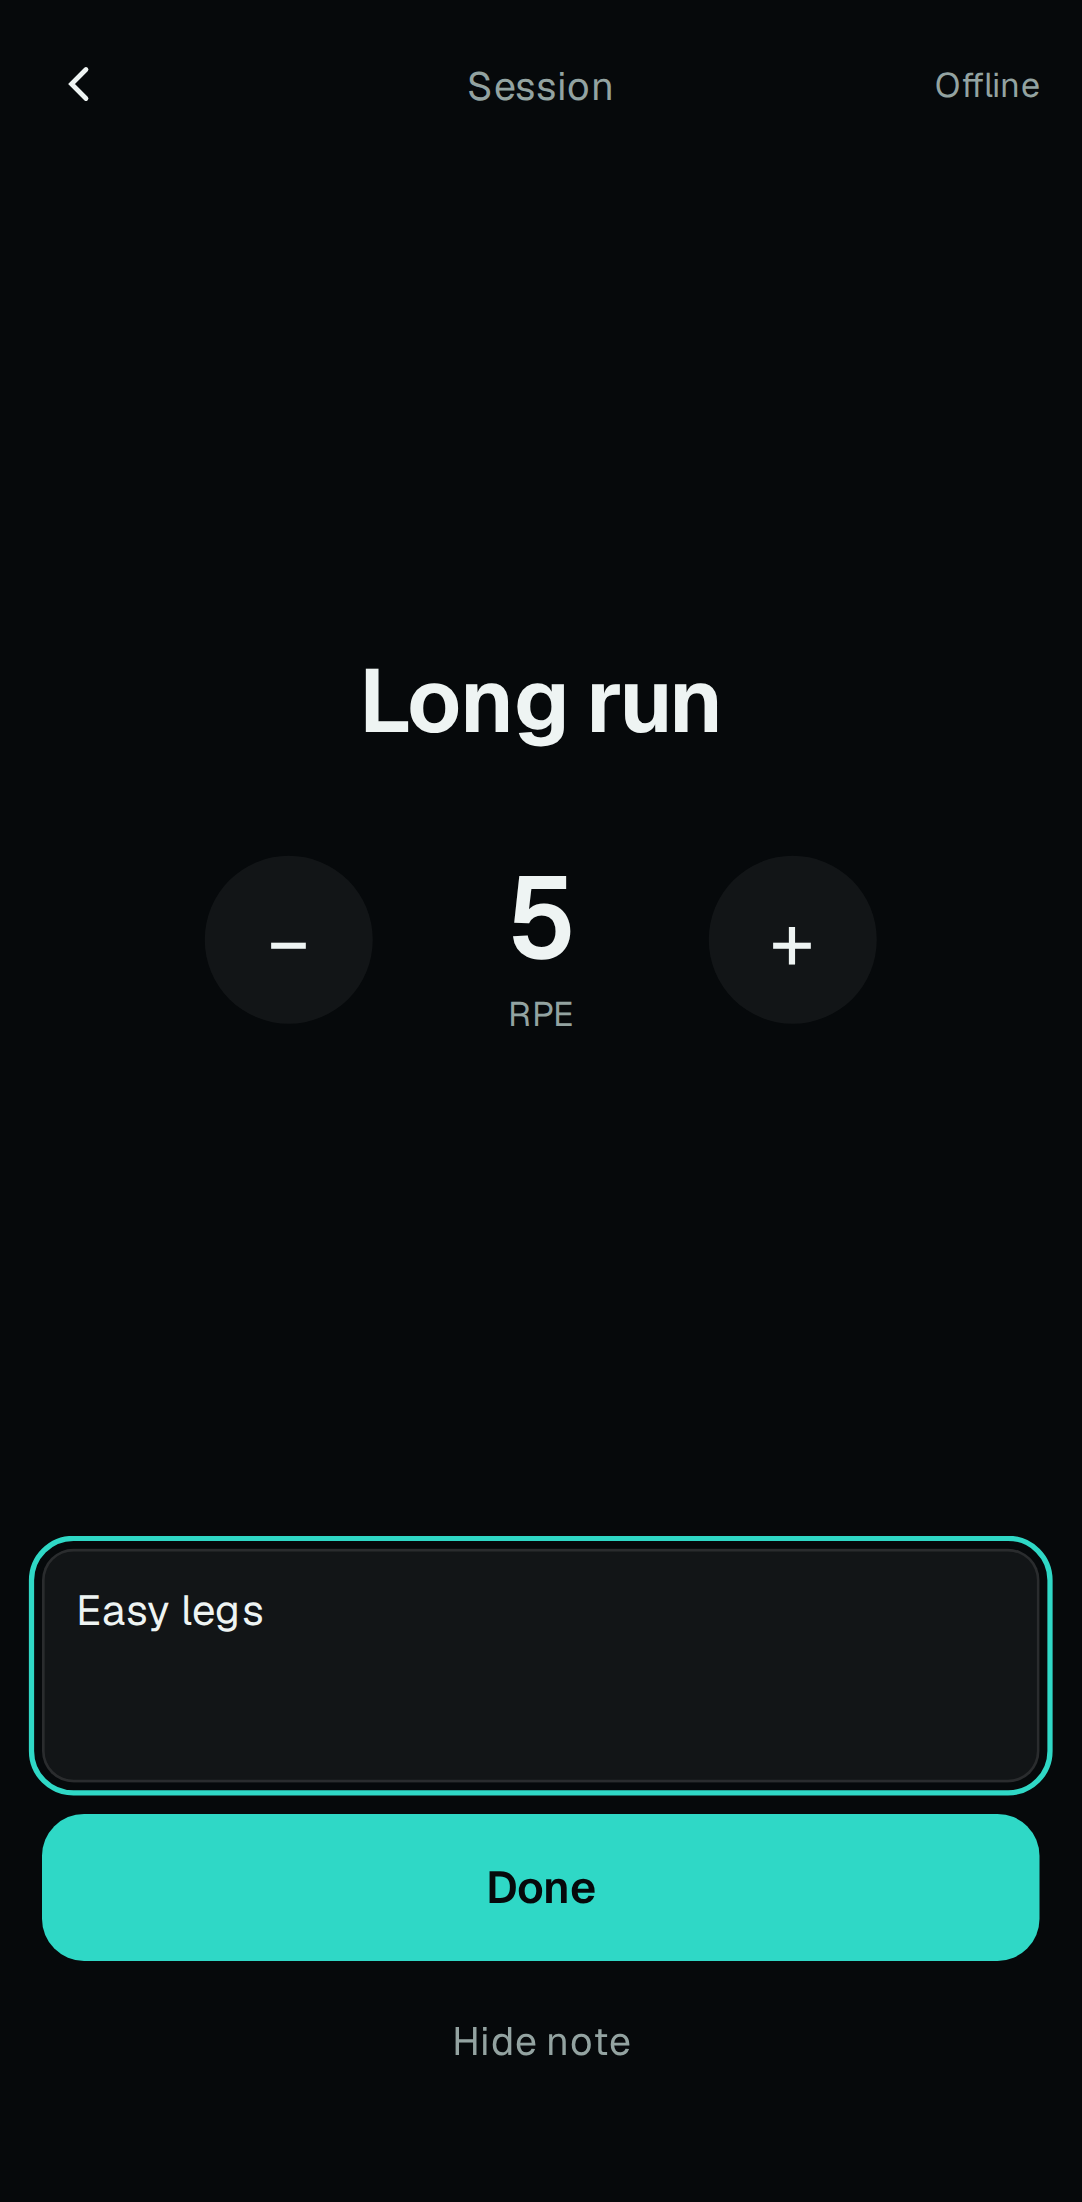 Session
Offline
Long run
−
5
+
RPE
Easy legs
Done
Hide note